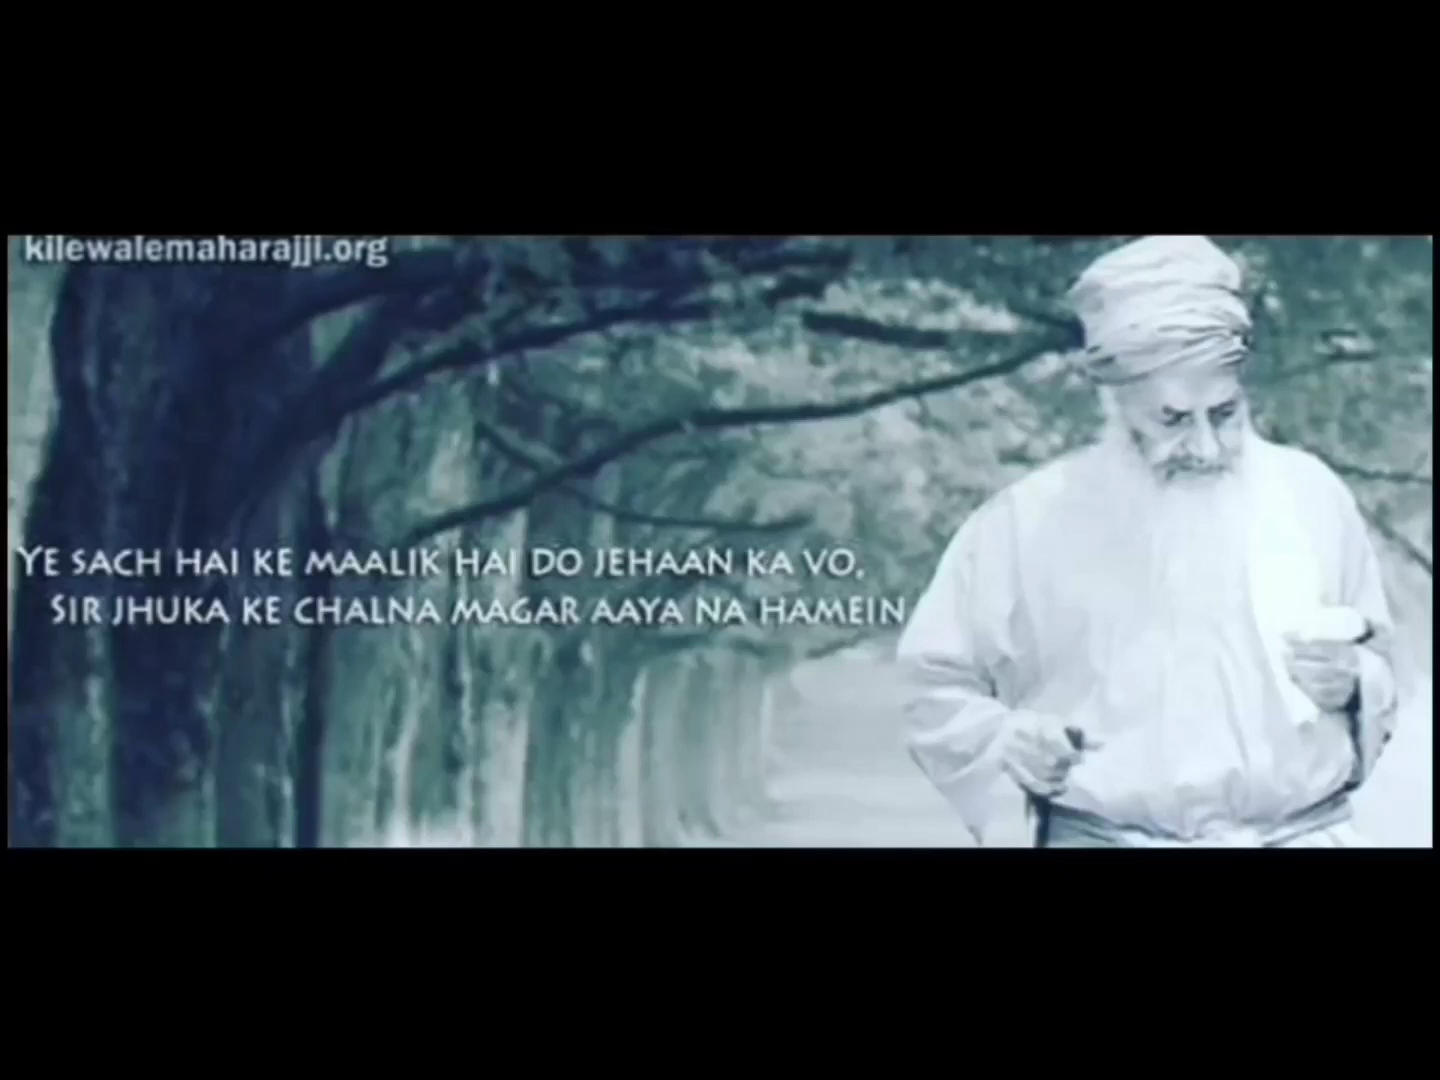 kilewalemaharajji.org
YE SACH HAI KE MAALIK HAI DO JEHAAN KA VO,
SIR JHUKA KE CHALNA MAGAR AAYA NA HAMEIN